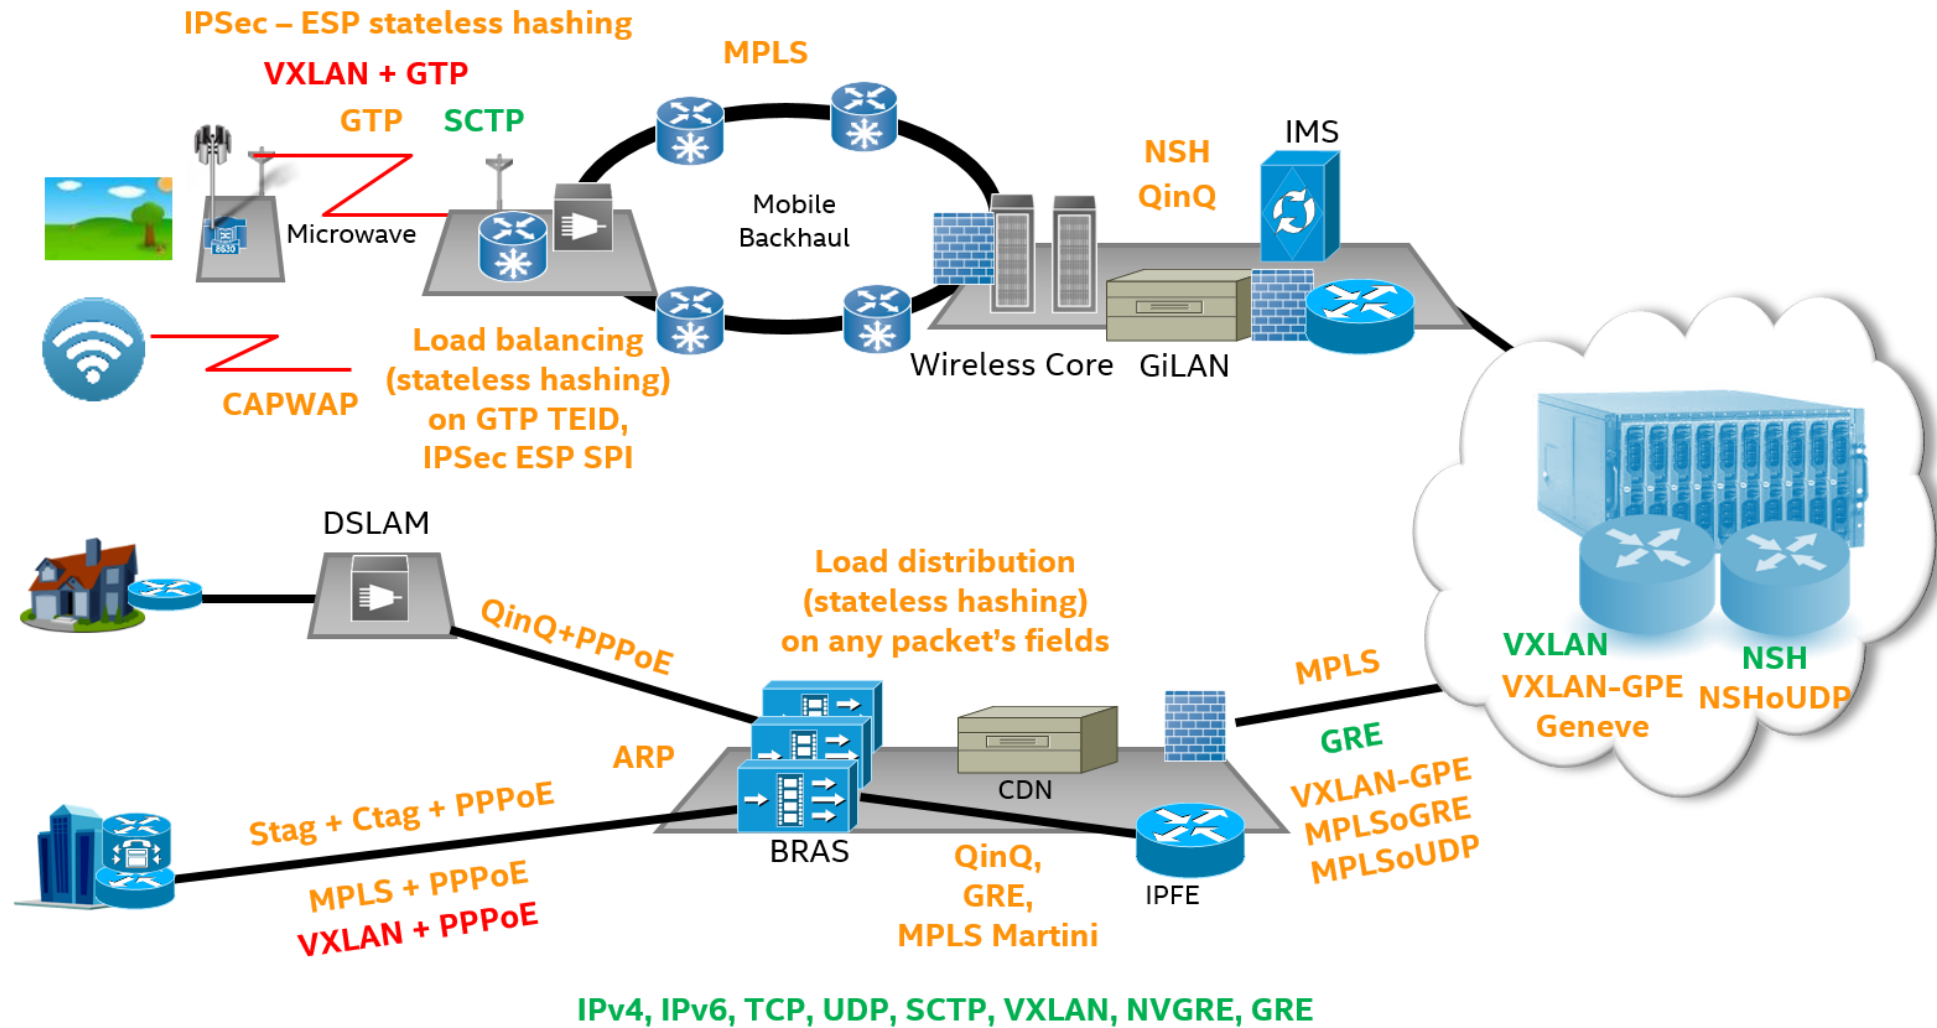 IPSec – ESP stateless hashing
VXLAN + GTP
GTP
SCTP
MPLS
Microwave
8630
Mobile
Backhaul
NSH
QinQ
IMS
Wireless Core
GiLAN
CAPWAP
Load balancing
(stateless hashing)
on GTP TEID,
IPSec ESP SPI
DSLAM
QinQ+PPPoE
Load distribution
(stateless hashing)
on any packet's fields
ARP
Stag + Ctag + PPPoE
MPLS + PPPoE
VXLAN + PPPoE
BRAS
CDN
IPFE
QinQ,
GRE,
MPLS Martini
MPLS
GRE
VXLAN-GPE
MPLSoGRE
MPLSoUDP
VXLAN
VXLAN-GPE
Geneve
NSH
NSHoUDP
IPv4, IPv6, TCP, UDP, SCTP, VXLAN, NVGRE, GRE